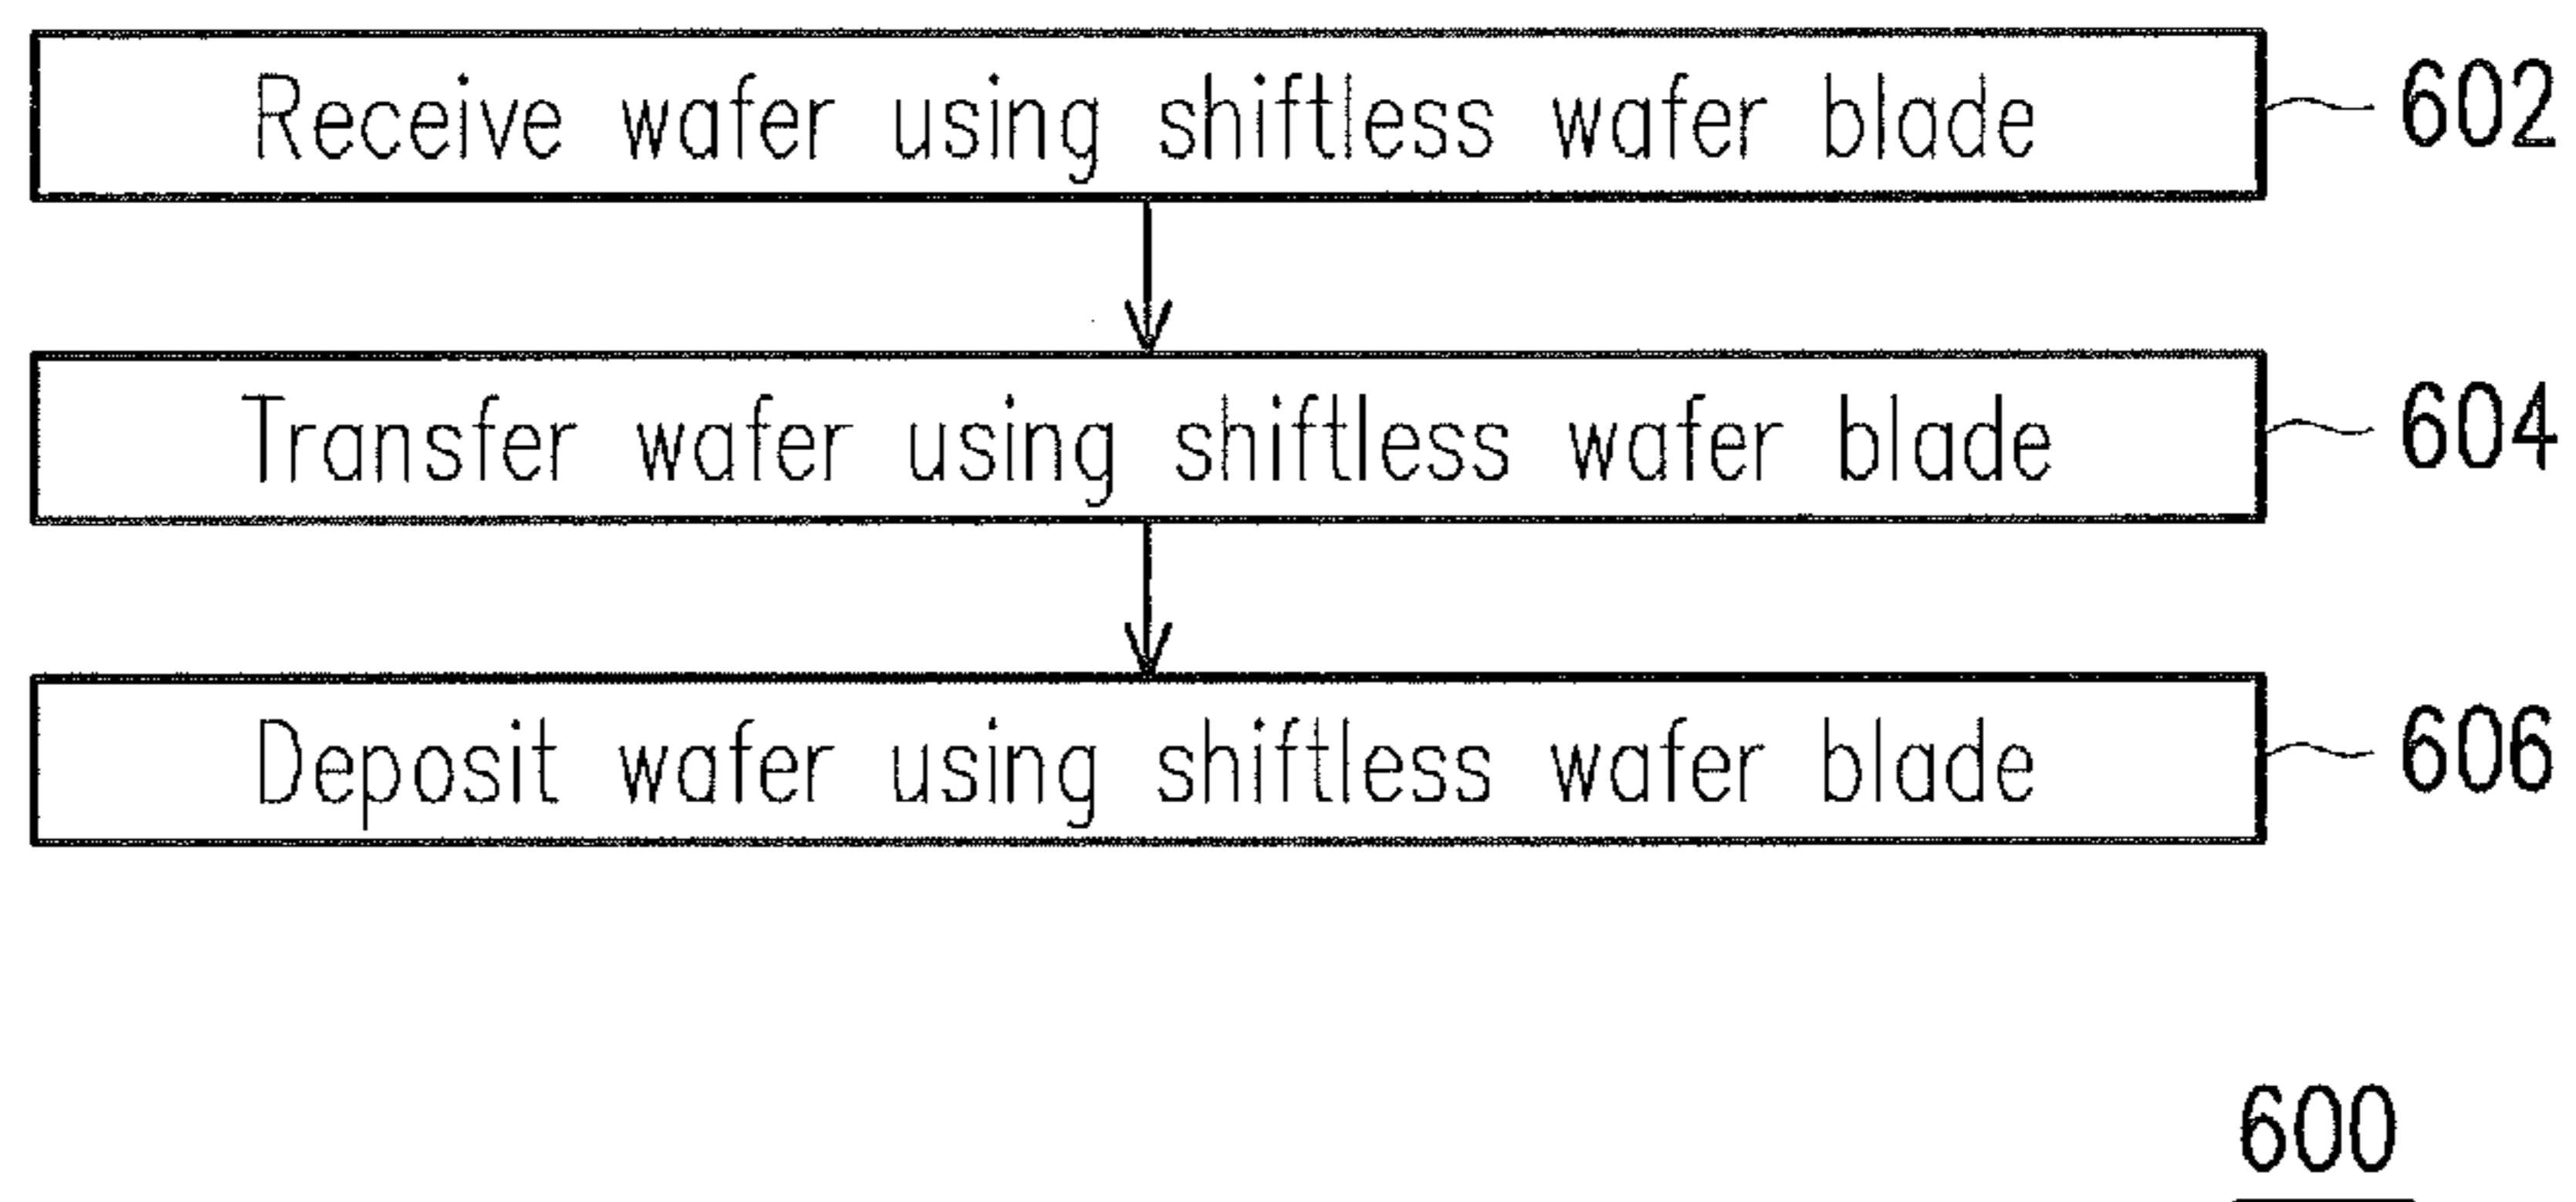 Receive wafer using shiftless wafer blade 602
Transfer wafer using shiftless wafer blade 604
Deposit wafer using shiftless wafer blade 606
600